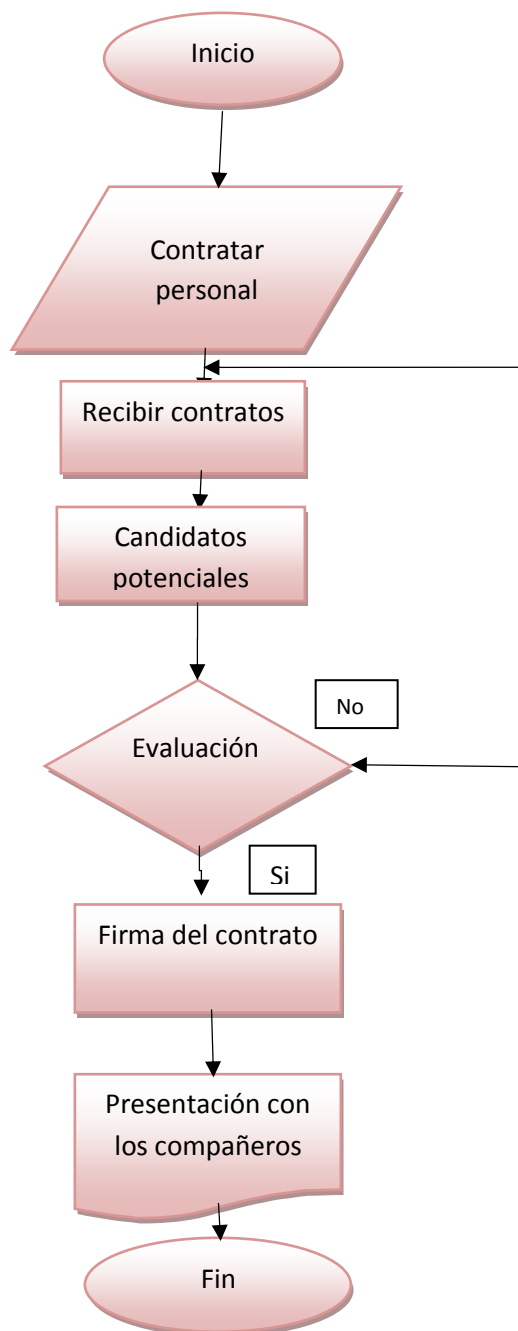 Inicio
Contratar
personal
Recibir contratos
Candidatos
potenciales
No
Evaluación
Si
Firma del contrato
Presentación con
los compañeros
Fin